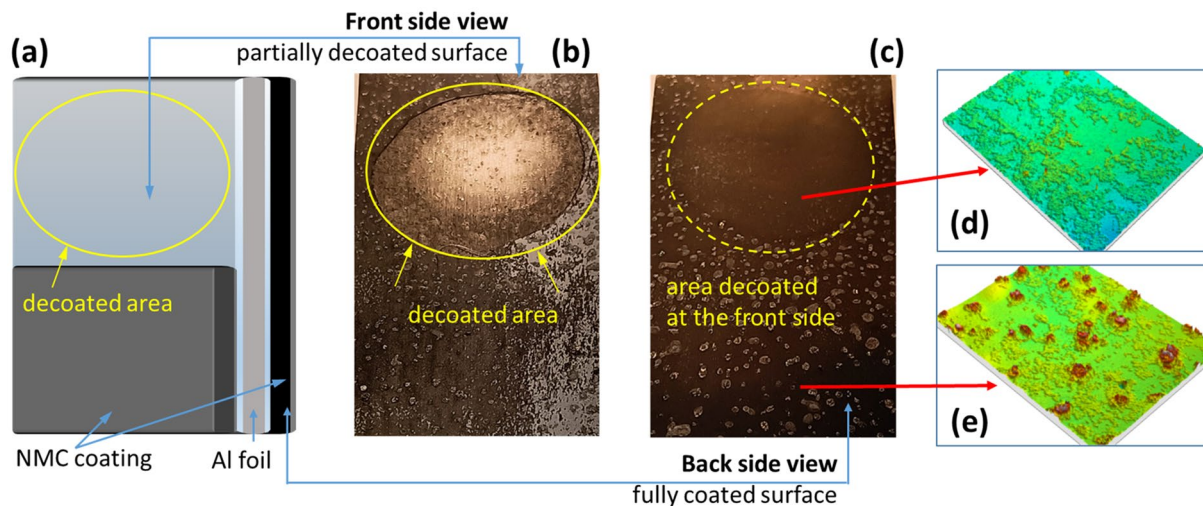 (a)
Front side view
partially decoated surface
(b)
(c)
decoated area
decoated area
area decoated
at the front side
(d)
(e)
NMC coating
Al foil
Back side view
fully coated surface